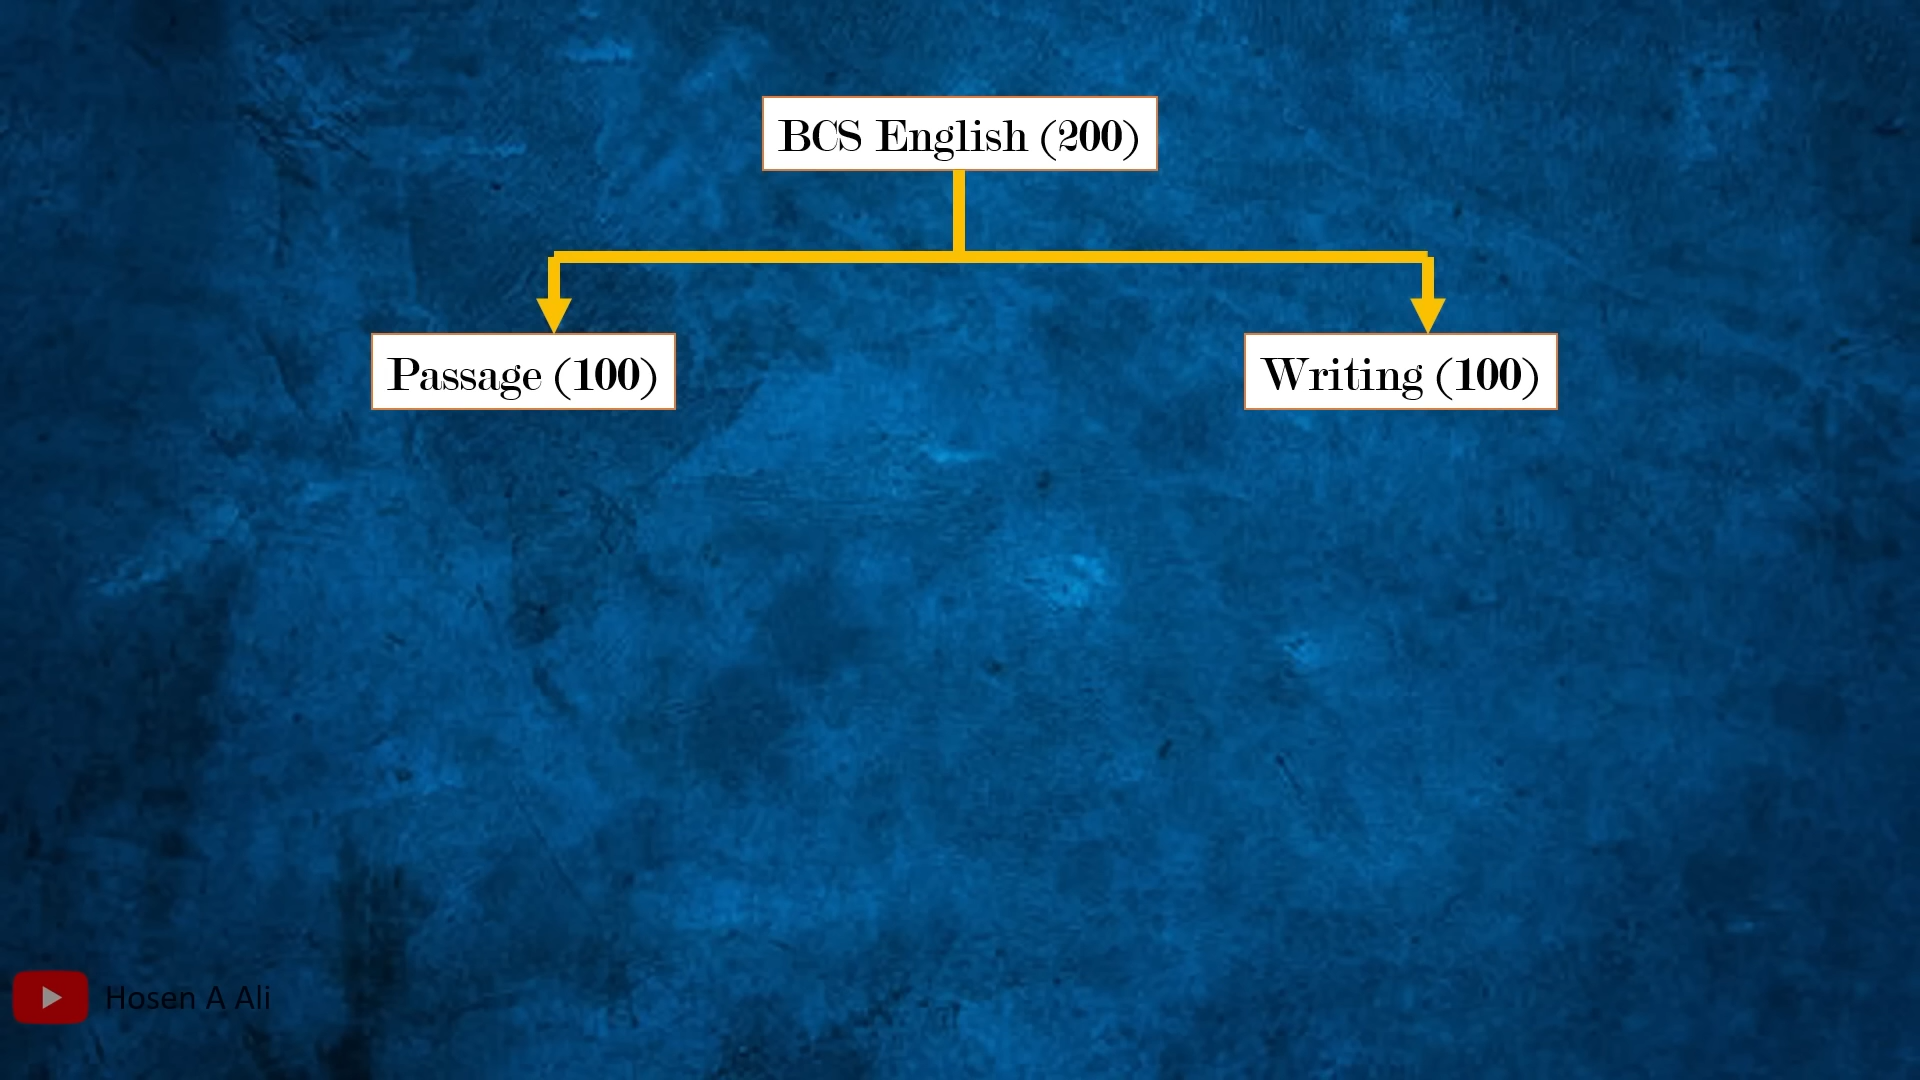 BCS English (200)
Passage (100)
Writing (100)
Hosen A Ali